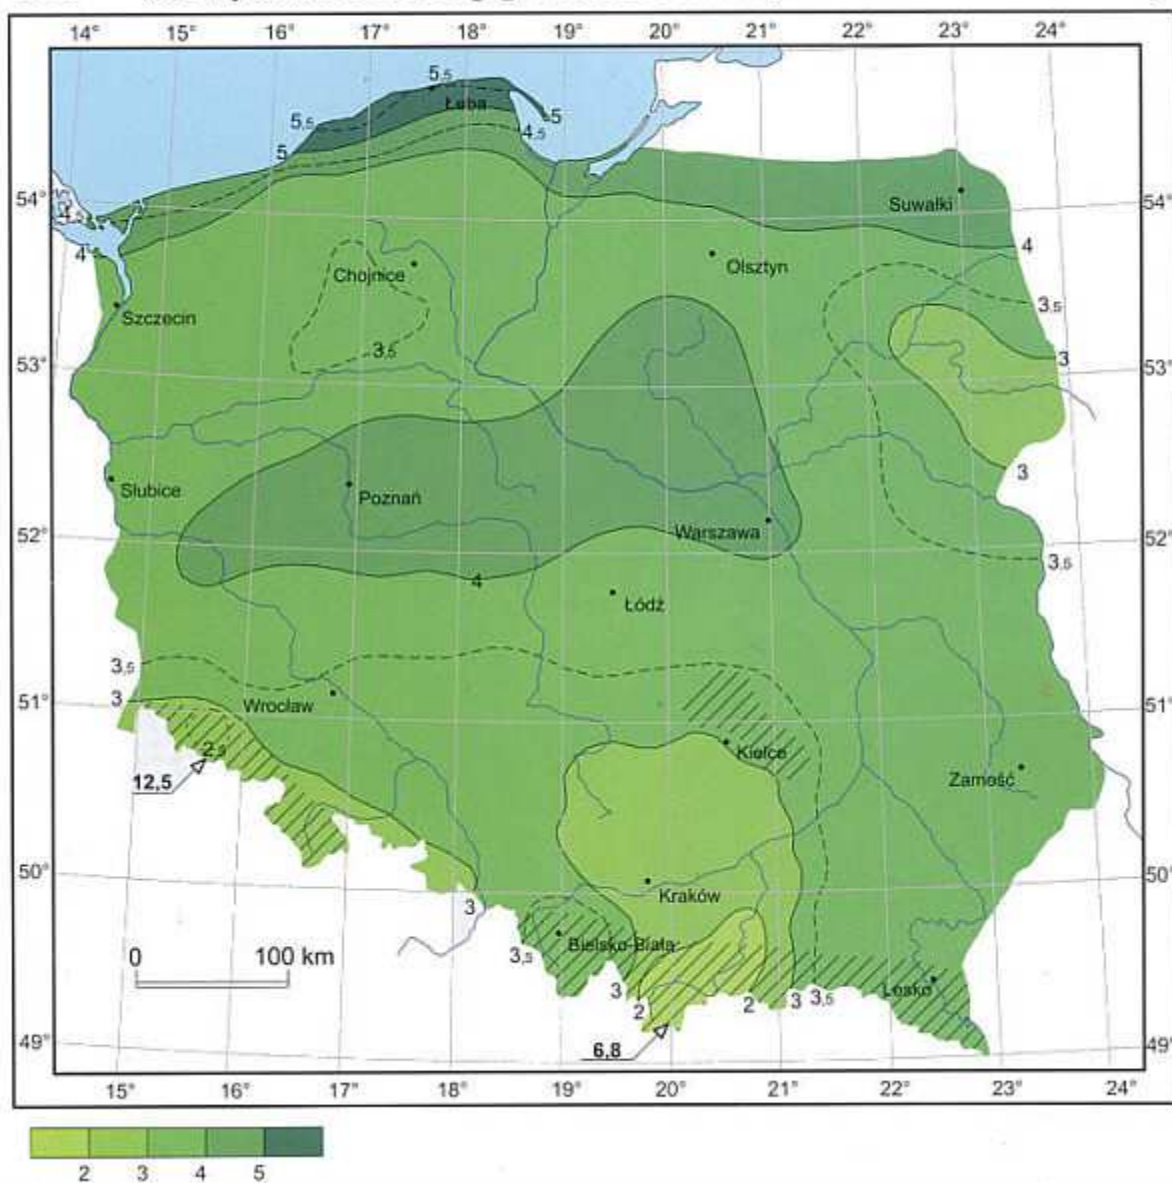 14° 15° 16° 17° 18° 19° 20° 21° 22° 23° 24°
5,5
Łeba
5,5 5
4,5
5
54° 54°
Suwałki
4,5
4
4
Chojnice Olsztyn
3,5
Szczecin
3,5
53° 3 53°
3
Słubice Poznań
Warszawa
52° 52°
3,5
4
Łódź
3,5
51° 3 51°
Wrocław
2,5 Kielce
12,5 Zamość
50° 50°
Kraków
3
Bielsko-Biała
0 100 km 3,5
Lesko
3 2 2 3 3,5
49° 6,8 49°
15° 16° 17° 18° 19° 20° 21° 22° 23° 24°
2 3 4 5